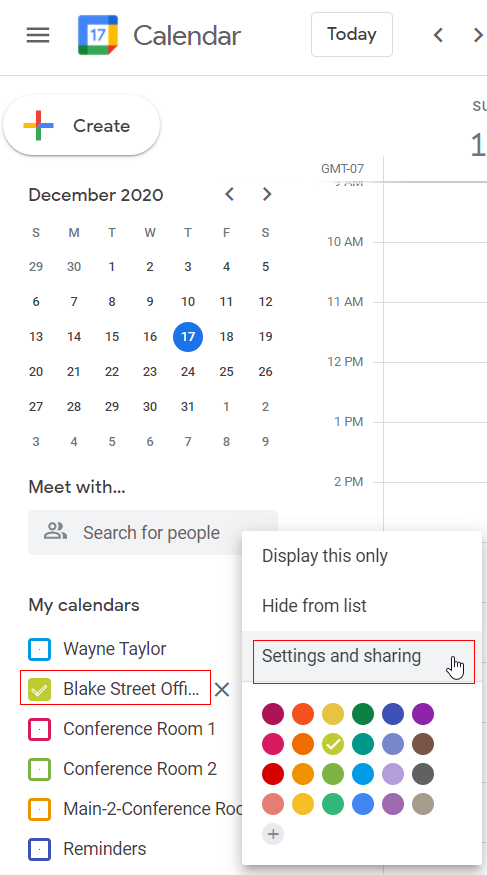 17 Calendar Today
Create
SU
1
GMT-07
December 2020
S M T W T F S
29 30 1 2 3 4 5
6 7 8 9 10 11 12
13 14 15 16 17 18 19
20 21 22 23 24 25 26
27 28 29 30 31 1 2
3 4 5 6 7 8 9
9 AM
10 AM
11 AM
12 PM
1 PM
2 PM
Meet with...
Search for people
My calendars
Wayne Taylor
Blake Street Offi...
Conference Room 1
Conference Room 2
Main-2-Conference Roo
Reminders
Display this only
Hide from list
Settings and sharing